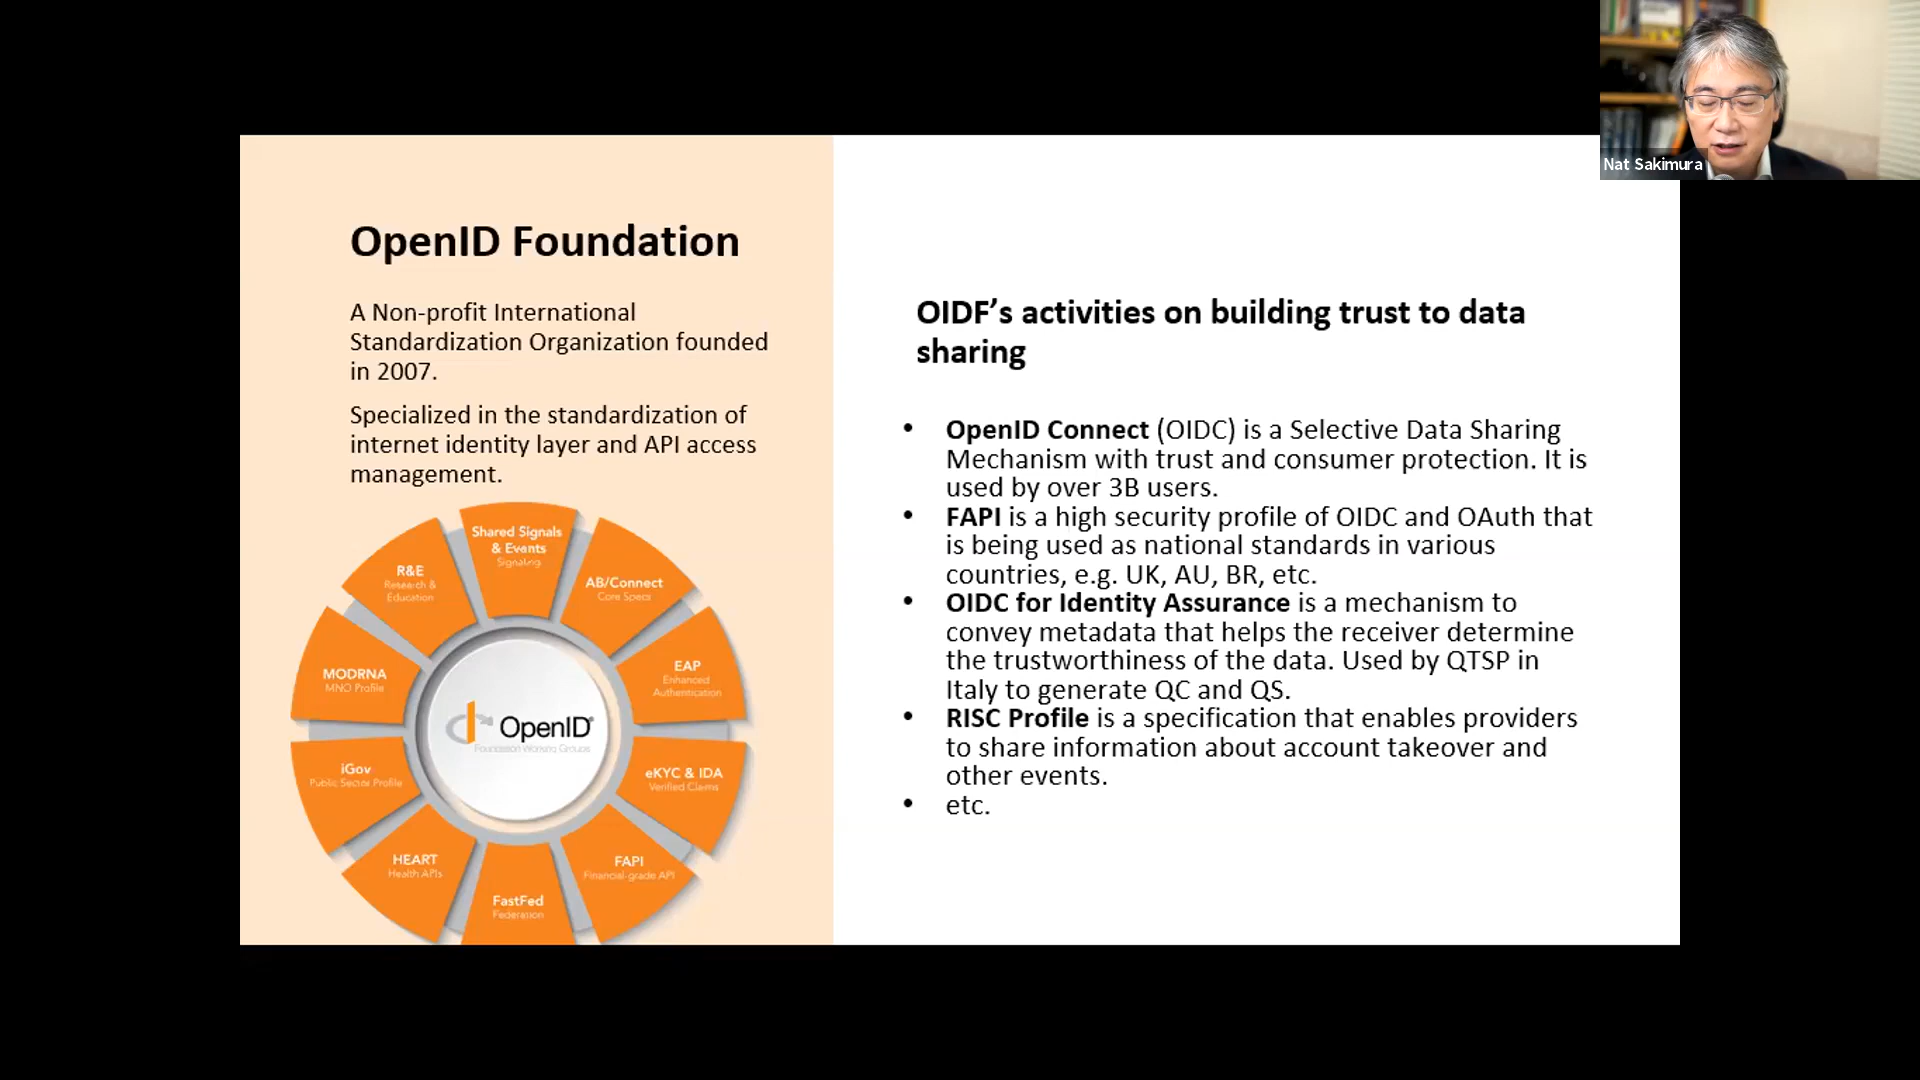 Nat Sakimura
OpenID Foundation
A Non-profit International
Standardization Organization founded
in 2007.
Specialized in the standardization of
internet identity layer and API access
management.
Shared Signals
& Events
Signaling
AB/Connect
Core Specs
EAP
Enhanced
Authentication
eKYC & IDA
Verified Claims
FAPI
Financial-grade API
FastFed
Federation
HEART
Health APIs
iGov
Public Sector Profile
MODRNA
MNO Profile
R&E
Research &
Education
OpenID®
Foundation Working Groups
OIDF’s activities on building trust to data
sharing
• OpenID Connect (OIDC) is a Selective Data Sharing
Mechanism with trust and consumer protection. It is
used by over 3B users.
• FAPI is a high security profile of OIDC and OAuth that
is being used as national standards in various
countries, e.g. UK, AU, BR, etc.
• OIDC for Identity Assurance is a mechanism to
convey metadata that helps the receiver determine
the trustworthiness of the data. Used by QTSP in
Italy to generate QC and QS.
• RISC Profile is a specification that enables providers
to share information about account takeover and
other events.
• etc.